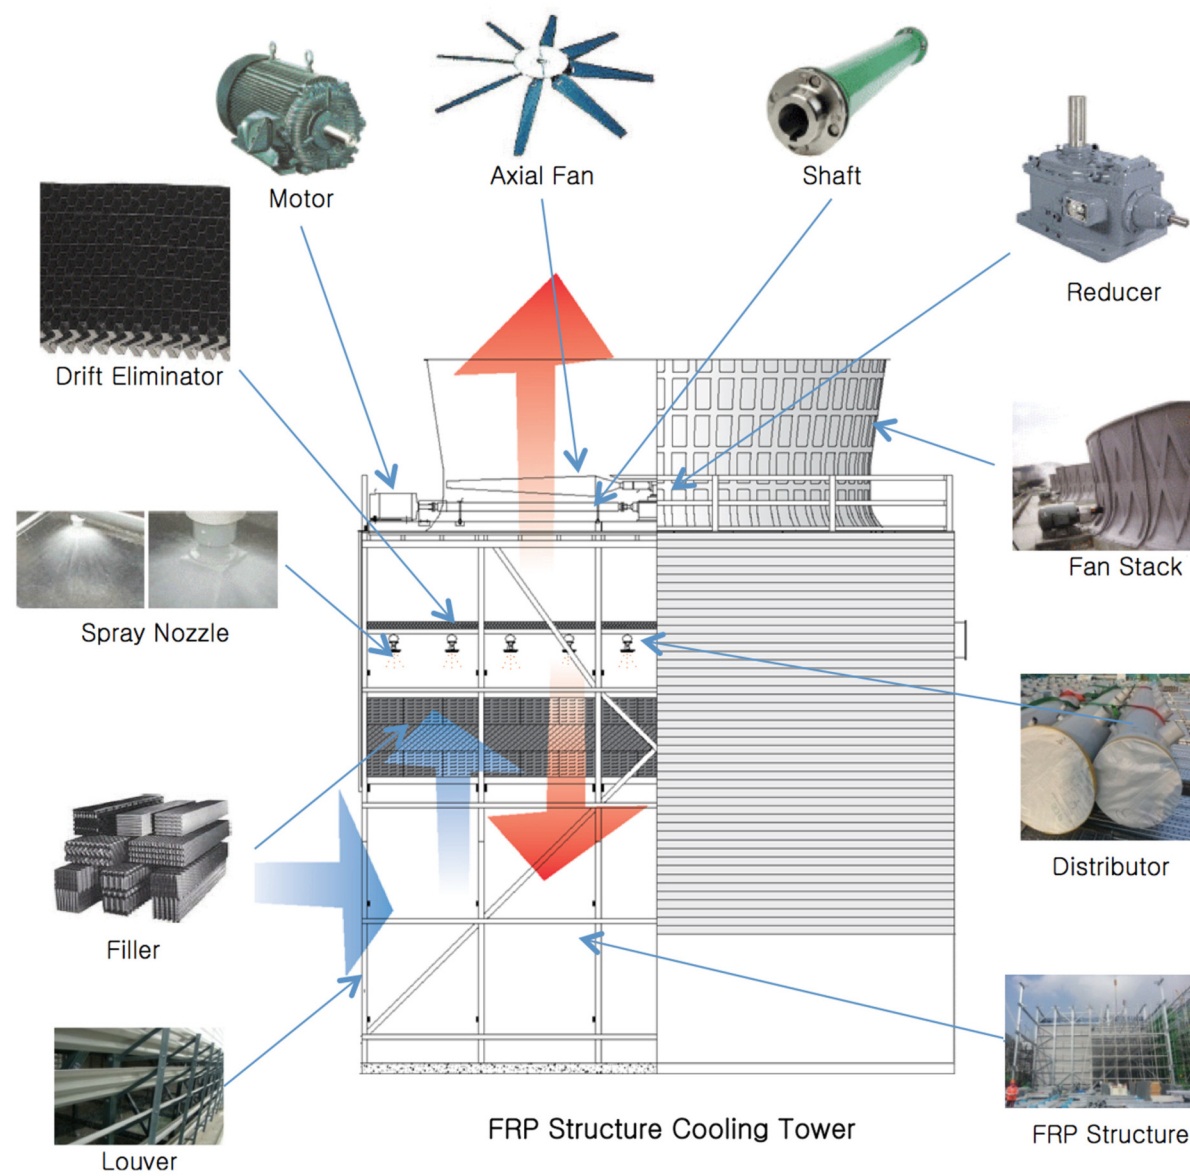 Motor
Axial Fan
Shaft
Reducer
Drift Eliminator
Fan Stack
Spray Nozzle
Distributor
Filler
FRP Structure Cooling Tower
FRP Structure
Louver